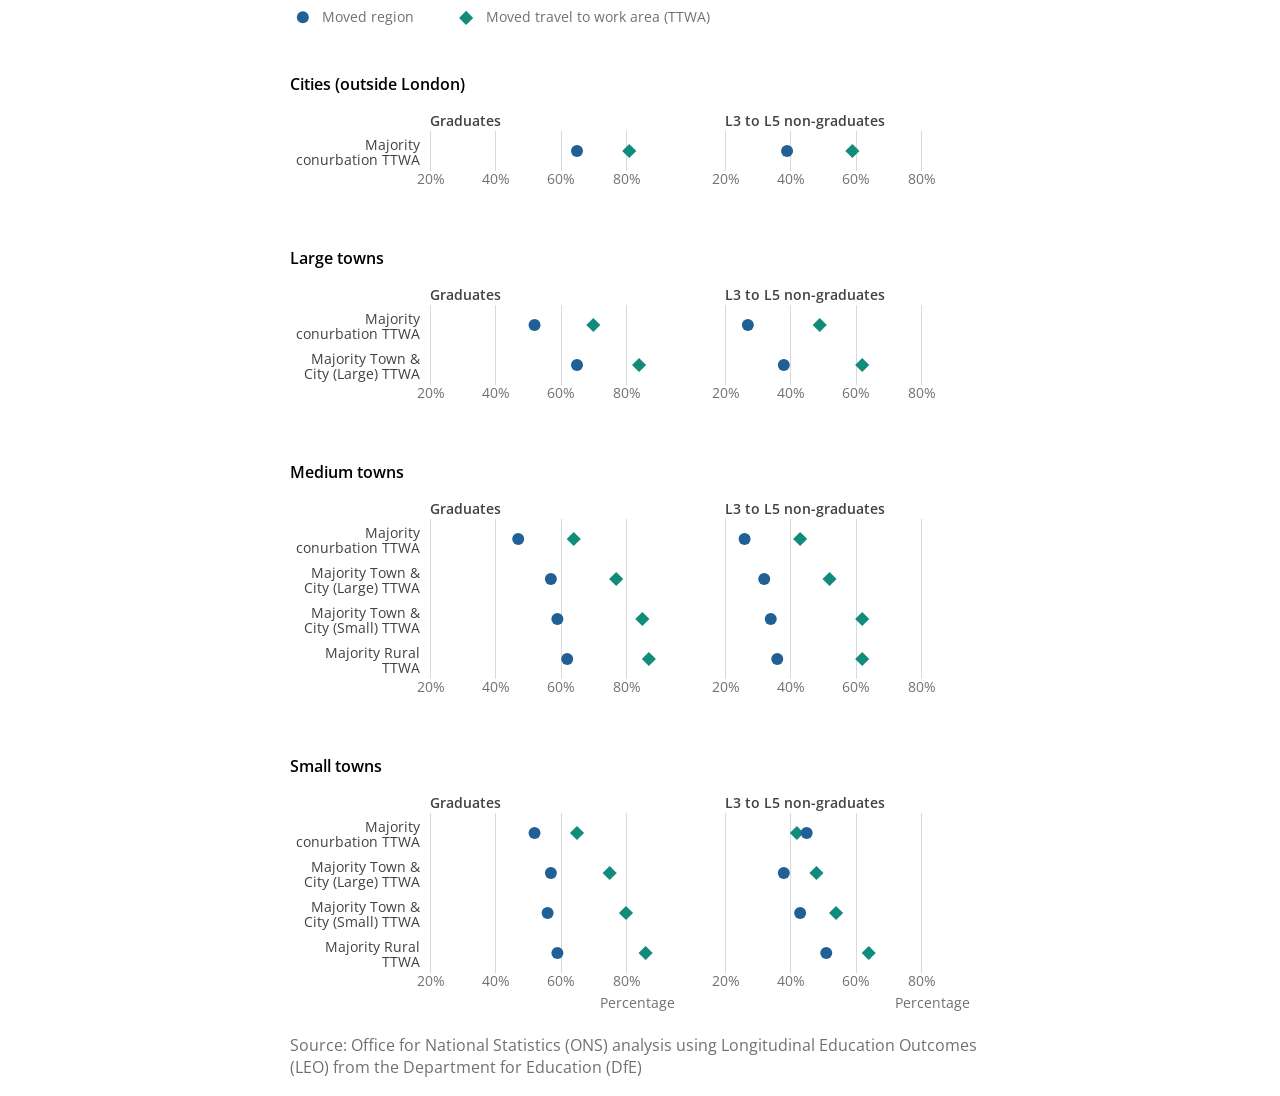 Moved region Moved travel to work area (TTWA)
Cities (outside London)
Graduates L3 to L5 non-graduates
Majority
conurbation TTWA
20% 40% 60% 80% 20% 40% 60% 80%
Large towns
Graduates L3 to L5 non-graduates
Majority
conurbation TTWA
Majority Town &
City (Large) TTWA
20% 40% 60% 80% 20% 40% 60% 80%
Medium towns
Graduates L3 to L5 non-graduates
Majority
conurbation TTWA
Majority Town &
City (Large) TTWA
Majority Town &
City (Small) TTWA
Majority Rural
TTWA
20% 40% 60% 80% 20% 40% 60% 80%
Small towns
Graduates L3 to L5 non-graduates
Majority
conurbation TTWA
Majority Town &
City (Large) TTWA
Majority Town &
City (Small) TTWA
Majority Rural
TTWA
20% 40% 60% 80% 20% 40% 60% 80%
Percentage Percentage
Source: Office for National Statistics (ONS) analysis using Longitudinal Education Outcomes
(LEO) from the Department for Education (DfE)